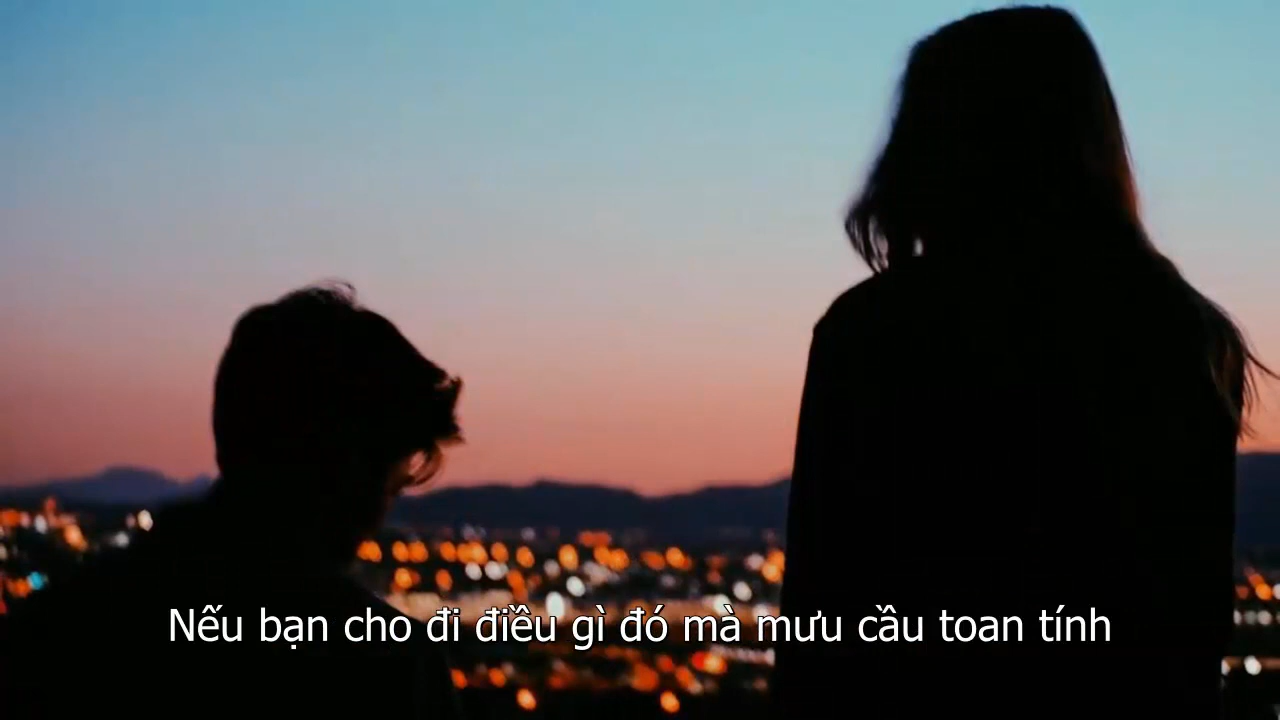 Nếu bạn cho đi điều gì đó mà mưu cầu toan tính